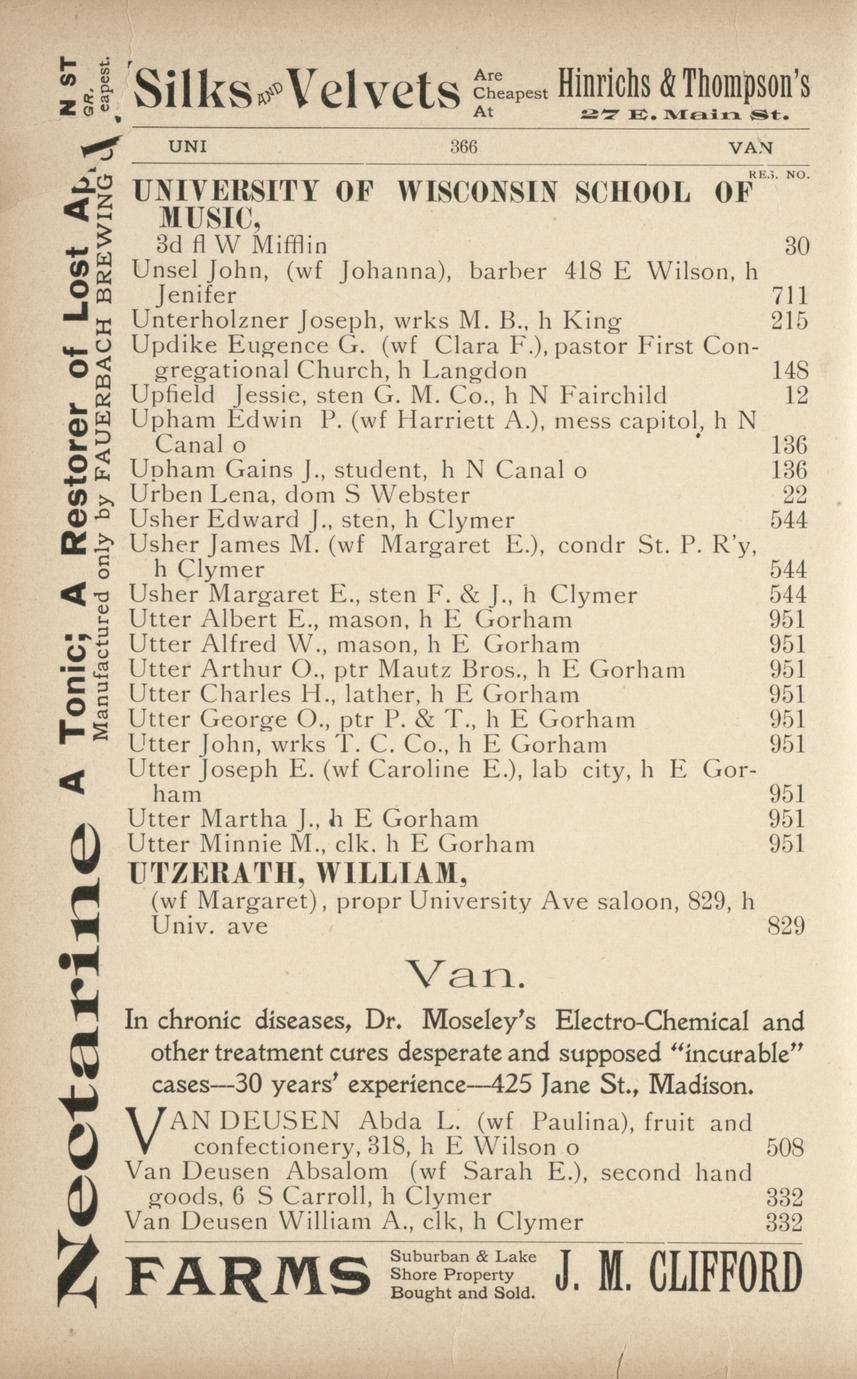 Silks AND Velvets Are Cheapest At Hinrichs & Thompson's
27 E. Main St.
UNI 366 VAN
RES. NO.
UNIVERSITY OF WISCONSIN SCHOOL OF
MUSIC,
3d fl W Mifflin 30
Unsel John, (wf Johanna), barber 418 E Wilson, h
Jenifer 711
Unterholzner Joseph, wrks M. B., h King 215
Updike Eugence G. (wf Clara F.), pastor First Con-
gregational Church, h Langdon 148
Upfield Jessie, sten G. M. Co., h N Fairchild 12
Upham Edwin P. (wf Harriett A.), mess capitol, h N
Canal o 136
Upham Gains J., student, h N Canal o 136
Urben Lena, dom S Webster 22
Usher Edward J., sten, h Clymer 544
Usher James M. (wf Margaret E.), condr St. P. R'y,
h Clymer 544
Usher Margaret E., sten F. & J., h Clymer 544
Utter Albert E., mason, h E Gorham 951
Utter Alfred W., mason, h E Gorham 951
Utter Arthur O., ptr Mautz Bros., h E Gorham 951
Utter Charles H., lather, h E Gorham 951
Utter George O., ptr P. & T., h E Gorham 951
Utter John, wrks T. C. Co., h E Gorham 951
Utter Joseph E. (wf Caroline E.), lab city, h E Gor-
ham 951
Utter Martha J., h E Gorham 951
Utter Minnie M., clk. h E Gorham 951
UTZERATH, WILLIAM,
(wf Margaret), propr University Ave saloon, 829, h
Univ. ave 829
Van.
In chronic diseases, Dr. Moseley's Electro-Chemical and
other treatment cures desperate and supposed "incurable"
cases—30 years' experience—425 Jane St., Madison.
VAN DEUSEN Abda L. (wf Paulina), fruit and
confectionery, 318, h E Wilson o 508
Van Deusen Absalom (wf Sarah E.), second hand
goods, 6 S Carroll, h Clymer 332
Van Deusen William A., clk, h Clymer 332
FARMS Suburban & Lake Shore Property Bought and Sold. J. M. CLIFFORD
Nectarine A Tonic; A Restorer of Lost Ap
Manufactured only by FAUERBACH BREWING
N ST
GR.
eapest.